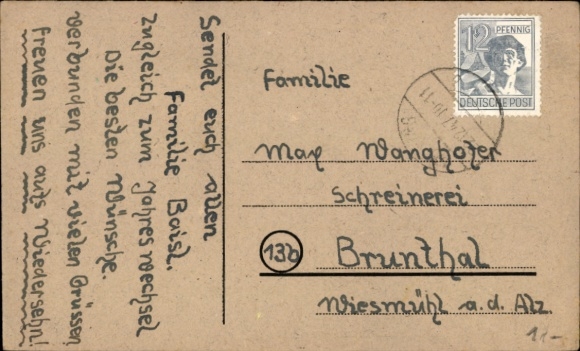 Sendet euch allen
Familie Baisl.
zugleich zum Jahreswechsel
Die besten Wünsche.
verbunden mit vielen Grüssen,
freuen uns aufs Wiedersehn!
12 PFENNIG
DEUTSCHE POST
Familie
Max Wanghofer
Schreinerei
13b Brunthal
Wiesmühl a.d. Alz.
11-